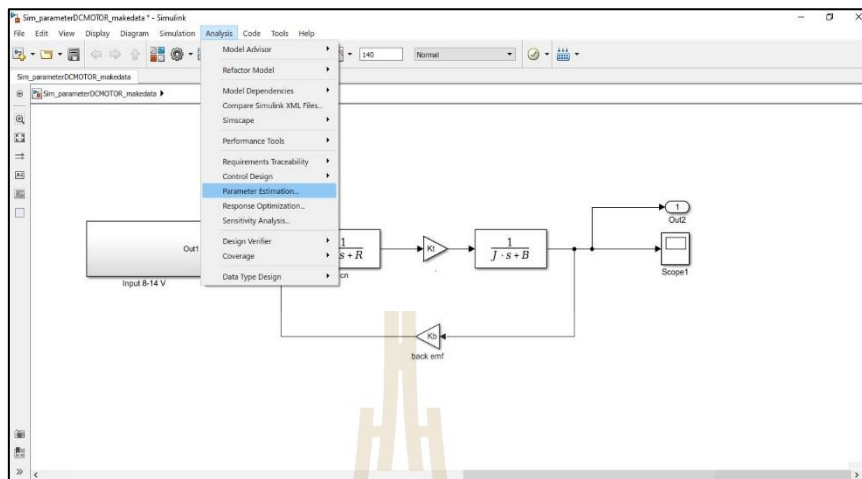 Sim_parameterDCMOTOR_makedata * - Simulink
File Edit View Display Diagram Simulation Analysis Code Tools Help
140
Normal
Sim_parameterDCMOTOR_makedata
Sim_parameterDCMOTOR_makedata
Model Advisor
Refactor Model
Model Dependencies
Compare Simulink XML Files...
Simscape
Performance Tools
Requirements Traceability
Control Design
Parameter Estimation...
Response Optimization...
Sensitivity Analysis...
Design Verifier
Coverage
Data Type Design
Out1
Input 8-14 V
1
s+R
cn
Kt
1
J · s+B
1
Out2
Scope1
Kb
back emf